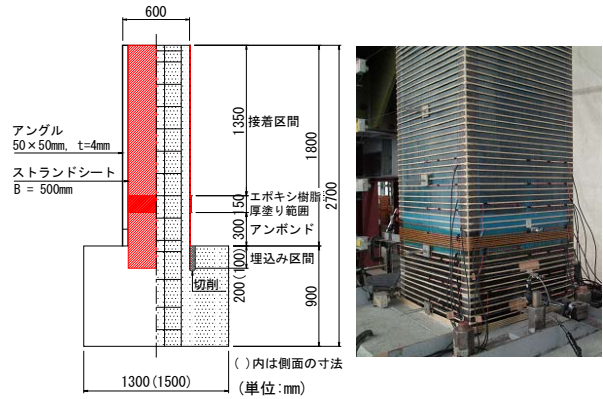 600
アングル
50×50mm, t=4mm
ストランドシート
B = 500mm
1350
接着区間
1800
2700
150
エポキシ樹脂
厚塗り範囲
300
アンボンド
200 (100)
埋込み区間
切削
900
( )内は側面の寸法
1300(1500)
(単位:mm)